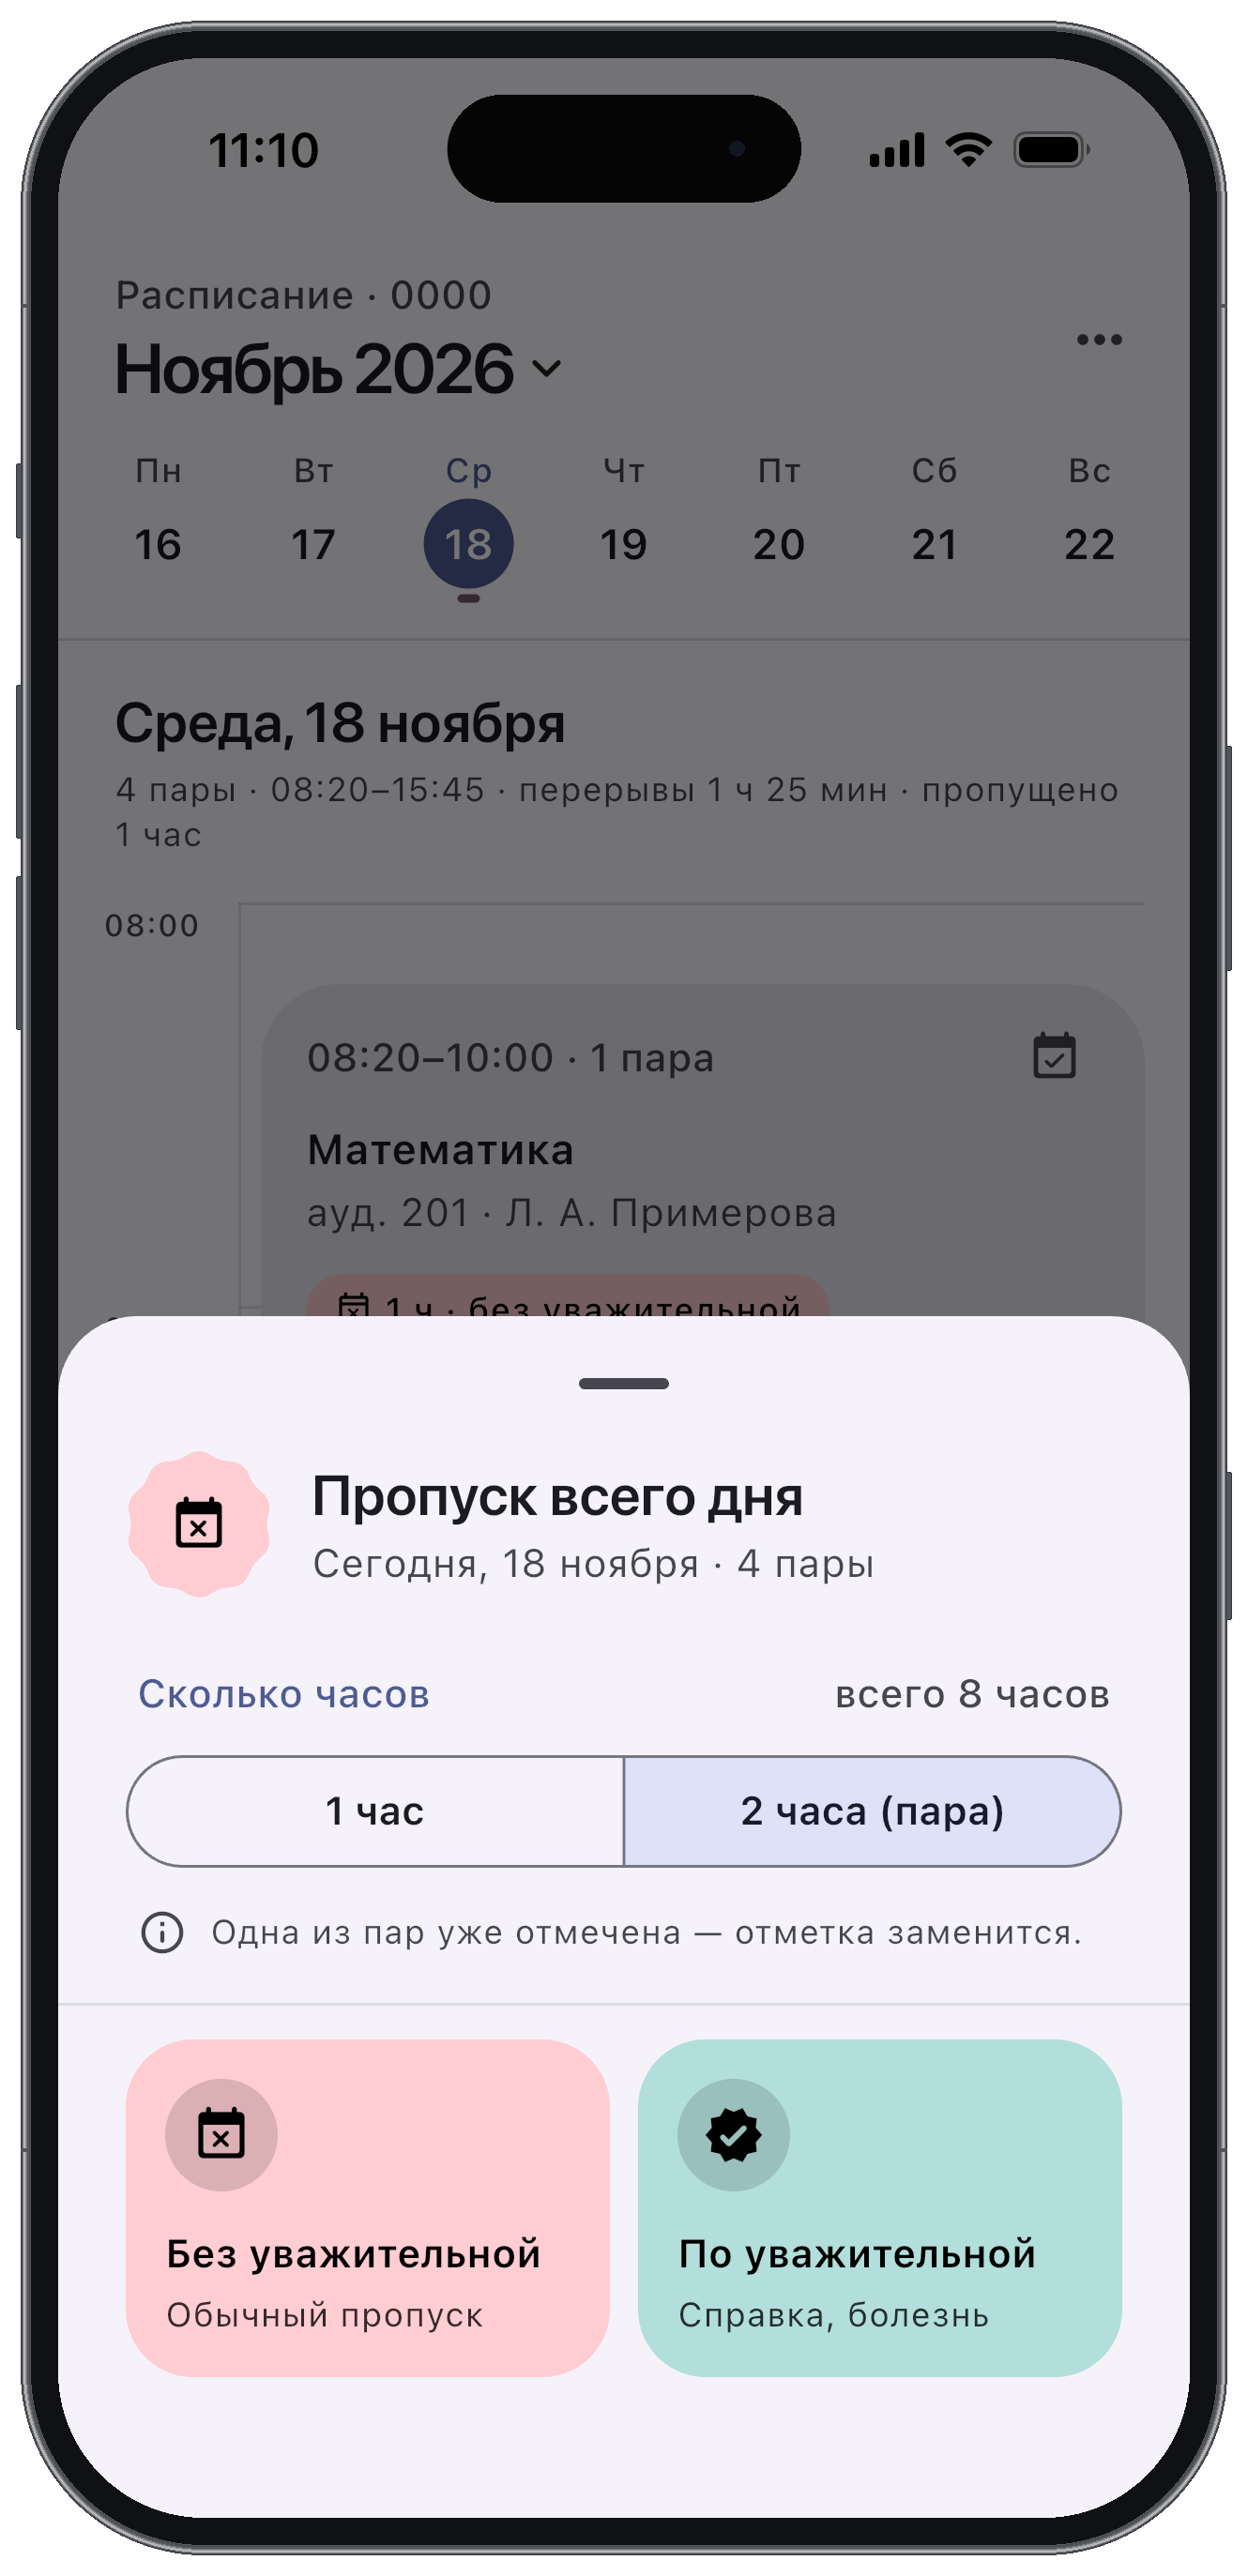 11:10
Расписание · 0000
Ноябрь 2026
Пн Вт Ср Чт Пт Сб Вс
16 17 18 19 20 21 22
Среда, 18 ноября
4 пары · 08:20–15:45 · перерывы 1 ч 25 мин · пропущено
1 час
08:00
08:20–10:00 · 1 пара
Математика
ауд. 201 · Л. А. Примерова
1 ч · без уважительной
Пропуск всего дня
Сегодня, 18 ноября · 4 пары
Сколько часов всего 8 часов
1 час 2 часа (пара)
Одна из пар уже отмечена — отметка заменится.
Без уважительной По уважительной
Обычный пропуск Справка, болезнь